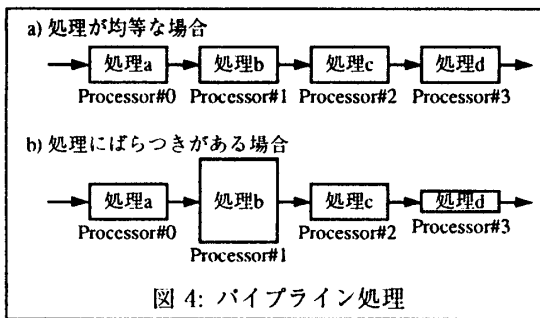 a) 処理が均等な場合
処理a 処理b 処理c 処理d
Processor#0 Processor#1 Processor#2 Processor#3
b) 処理にばらつきがある場合
処理a 処理b 処理c 処理d
Processor#0 Processor#1 Processor#2 Processor#3
図 4: パイプライン処理